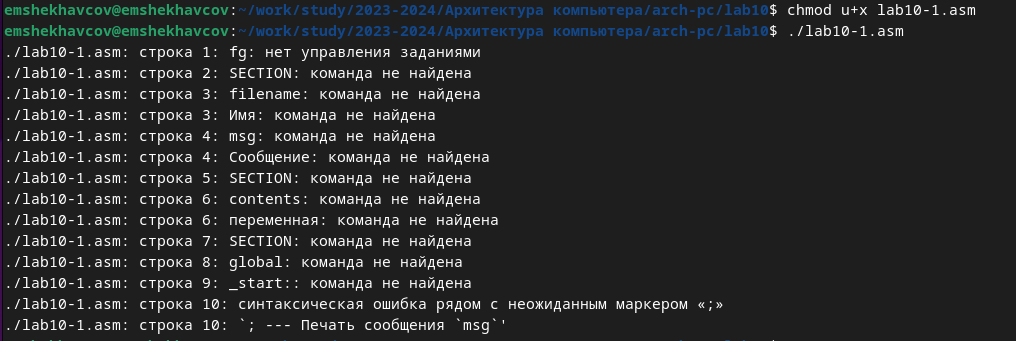 emshekhavcov@emshekhavcov:~/work/study/2023-2024/Архитектура компьютера/arch-pc/lab10$ chmod u+x lab10-1.asm
emshekhavcov@emshekhavcov:~/work/study/2023-2024/Архитектура компьютера/arch-pc/lab10$ ./lab10-1.asm
./lab10-1.asm: строка 1: fg: нет управления заданиями
./lab10-1.asm: строка 2: SECTION: команда не найдена
./lab10-1.asm: строка 3: filename: команда не найдена
./lab10-1.asm: строка 3: Имя: команда не найдена
./lab10-1.asm: строка 4: msg: команда не найдена
./lab10-1.asm: строка 4: Сообщение: команда не найдена
./lab10-1.asm: строка 5: SECTION: команда не найдена
./lab10-1.asm: строка 6: contents: команда не найдена
./lab10-1.asm: строка 6: переменная: команда не найдена
./lab10-1.asm: строка 7: SECTION: команда не найдена
./lab10-1.asm: строка 8: global: команда не найдена
./lab10-1.asm: строка 9: _start:: команда не найдена
./lab10-1.asm: строка 10: синтаксическая ошибка рядом с неожиданным маркером «;»
./lab10-1.asm: строка 10: `; --- Печать сообщения `msg`'